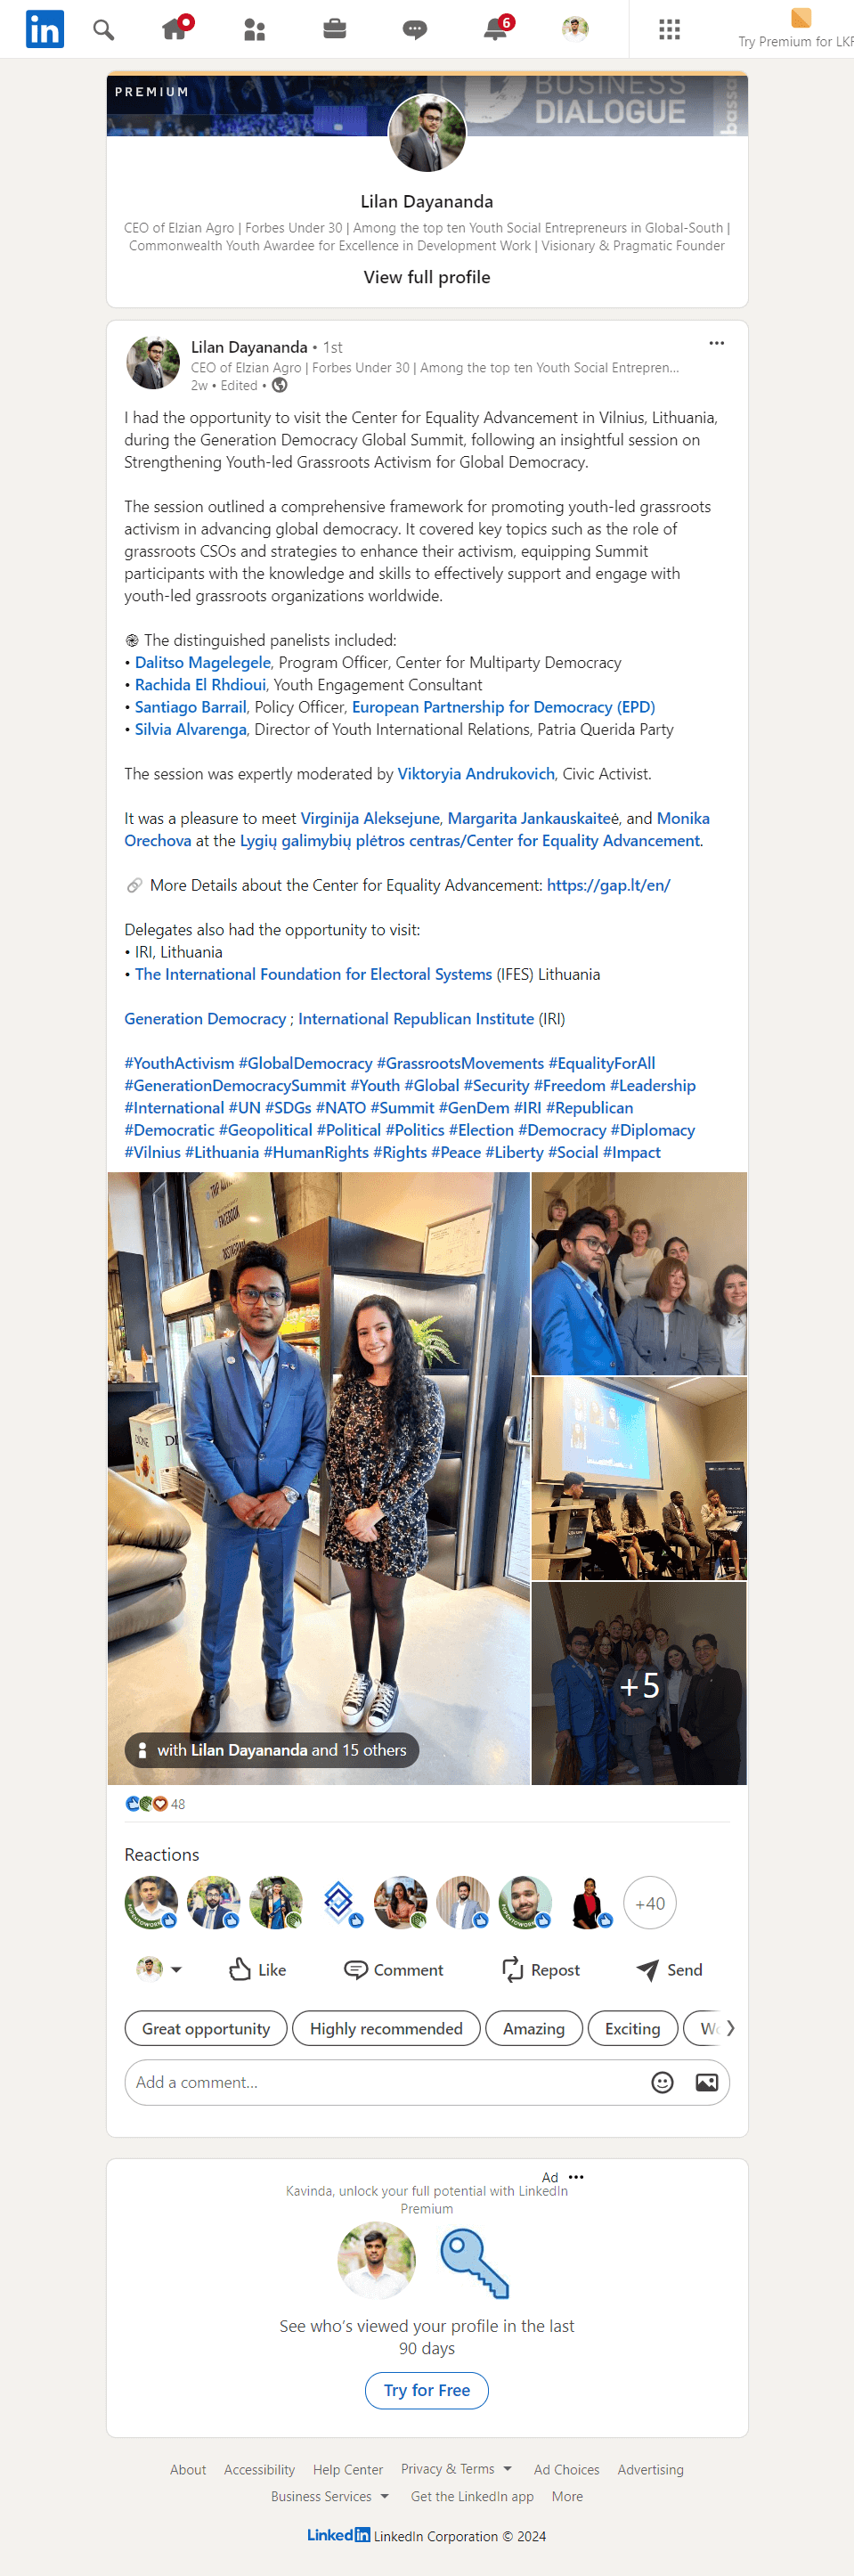 in
6
Try Premium for LKR
PREMIUM
BUSINESS
DIALOGUE
Lilan Dayananda
CEO of Elzian Agro | Forbes Under 30 | Among the top ten Youth Social Entrepreneurs in Global-South |
Commonwealth Youth Awardee for Excellence in Development Work | Visionary & Pragmatic Founder
View full profile
Lilan Dayananda • 1st
CEO of Elzian Agro | Forbes Under 30 | Among the top ten Youth Social Entrepren...
2w • Edited •
I had the opportunity to visit the Center for Equality Advancement in Vilnius, Lithuania,
during the Generation Democracy Global Summit, following an insightful session on
Strengthening Youth-led Grassroots Activism for Global Democracy.
The session outlined a comprehensive framework for promoting youth-led grassroots
activism in advancing global democracy. It covered key topics such as the role of
grassroots CSOs and strategies to enhance their activism, equipping Summit
participants with the knowledge and skills to effectively support and engage with
youth-led grassroots organizations worldwide.
֎ The distinguished panelists included:
• Dalitso Magelegele, Program Officer, Center for Multiparty Democracy
• Rachida El Rhdioui, Youth Engagement Consultant
• Santiago Barrail, Policy Officer, European Partnership for Democracy (EPD)
• Silvia Alvarenga, Director of Youth International Relations, Patria Querida Party
The session was expertly moderated by Viktoryia Andrukovich, Civic Activist.
It was a pleasure to meet Virginija Aleksejune, Margarita Jankauskaiteė, and Monika
Orechova at the Lygių galimybių plėtros centras/Center for Equality Advancement.
🔗 More Details about the Center for Equality Advancement: https://gap.lt/en/
Delegates also had the opportunity to visit:
• IRI, Lithuania
• The International Foundation for Electoral Systems (IFES) Lithuania
Generation Democracy ; International Republican Institute (IRI)
#YouthActivism #GlobalDemocracy #GrassrootsMovements #EqualityForAll
#GenerationDemocracySummit #Youth #Global #Security #Freedom #Leadership
#International #UN #SDGs #NATO #Summit #GenDem #IRI #Republican
#Democratic #Geopolitical #Political #Politics #Election #Democracy #Diplomacy
#Vilnius #Lithuania #HumanRights #Rights #Peace #Liberty #Social #Impact
FACEBOOK
INSTAGRAM
DIONE
+5
with Lilan Dayananda and 15 others
48
Reactions
+40
Like
Comment
Repost
Send
Great opportunity
Highly recommended
Amazing
Exciting
Add a comment...
Ad
Kavinda, unlock your full potential with LinkedIn
Premium
See who's viewed your profile in the last
90 days
Try for Free
About
Accessibility
Help Center
Privacy & Terms
Ad Choices
Advertising
Business Services
Get the LinkedIn app
More
LinkedIn LinkedIn Corporation © 2024